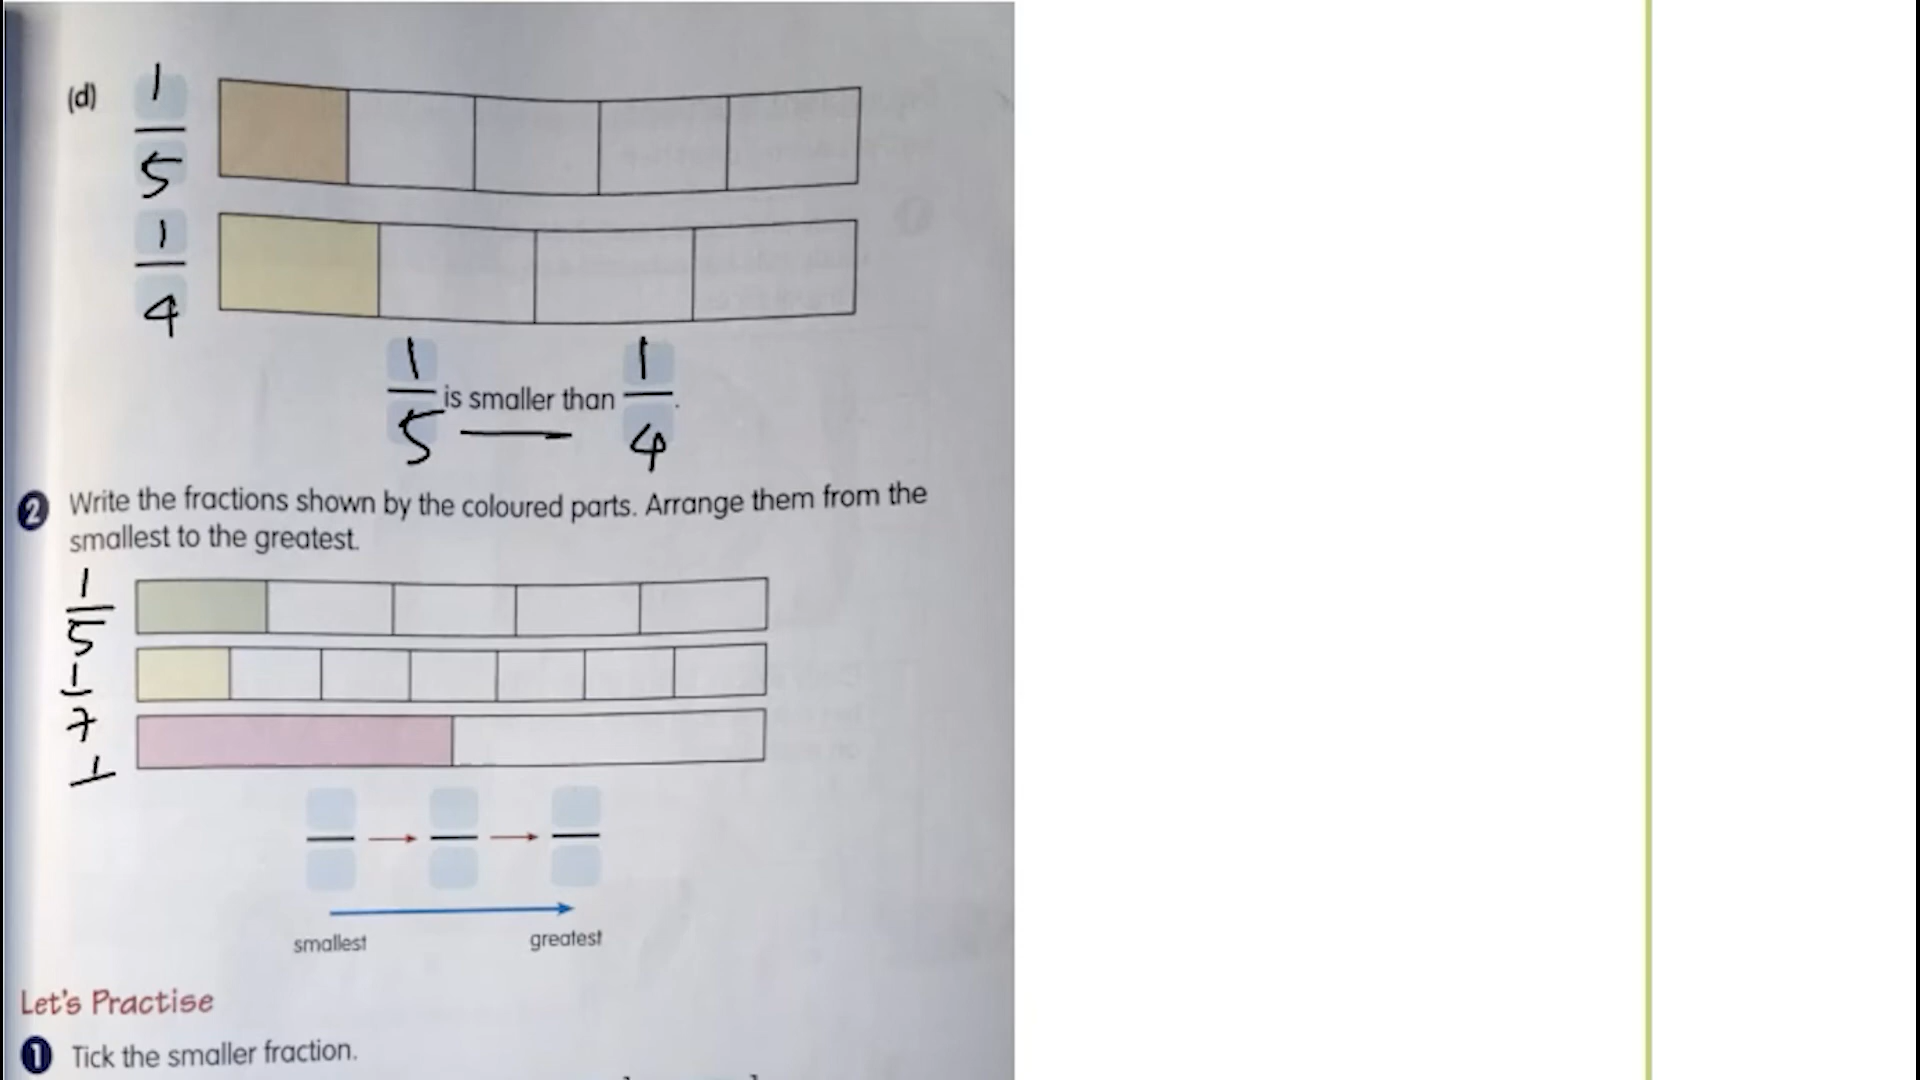 (d) 1/5
1/4
1/5 is smaller than 1/4.
2 Write the fractions shown by the coloured parts. Arrange them from the
smallest to the greatest.
1/5
1/7
1
smallest greatest
Let's Practise
1 Tick the smaller fraction.